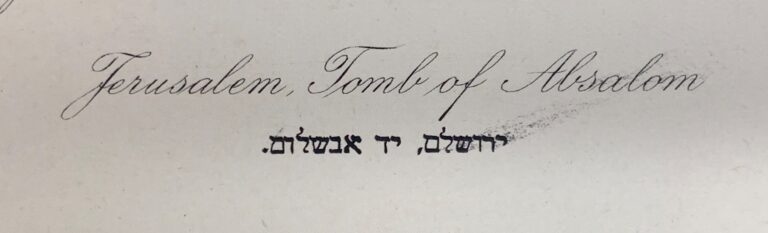 Jerusalem, Tomb of Absalom
ירושלם, יד אבשלום.